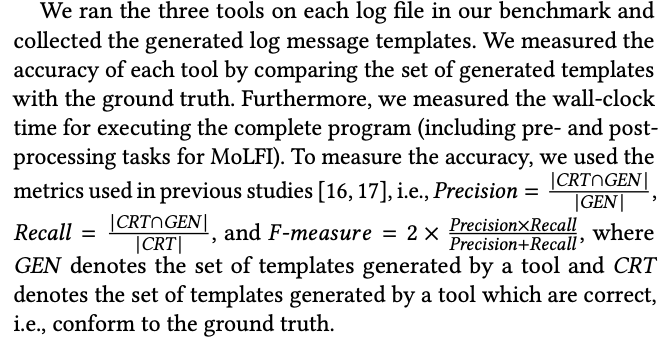 We ran the three tools on each log file in our benchmark and
collected the generated log message templates. We measured the
accuracy of each tool by comparing the set of generated templates
with the ground truth. Furthermore, we measured the wall-clock
time for executing the complete program (including pre- and post-
processing tasks for MoLFI). To measure the accuracy, we used the
metrics used in previous studies [16, 17], i.e., Precision = |CRT∩GEN| / |GEN|,
Recall = |CRT∩GEN| / |CRT|, and F-measure = 2 × Precision×Recall / Precision+Recall, where
GEN denotes the set of templates generated by a tool and CRT
denotes the set of templates generated by a tool which are correct,
i.e., conform to the ground truth.